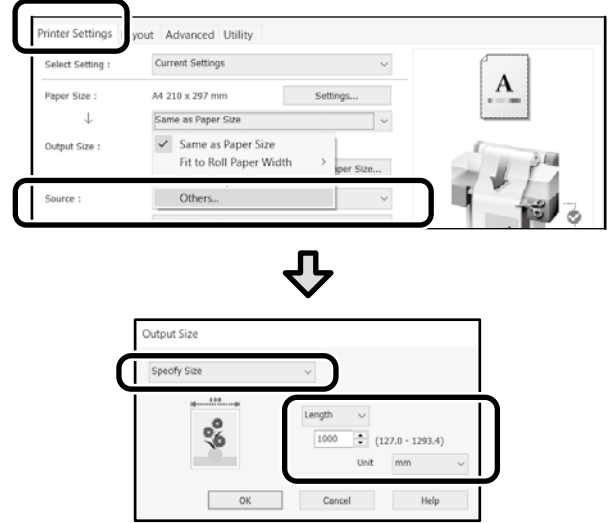 Printer Settings yout Advanced Utility
Select Setting : Current Settings
Paper Size : A4 210 x 297 mm Settings...
Same as Paper Size
Output Size : Same as Paper Size
Fit to Roll Paper Width
Size...
Source : Others...
A
Output Size
Specify Size
Length
1000 (127.0 - 1293.4)
Unit mm
OK Cancel Help